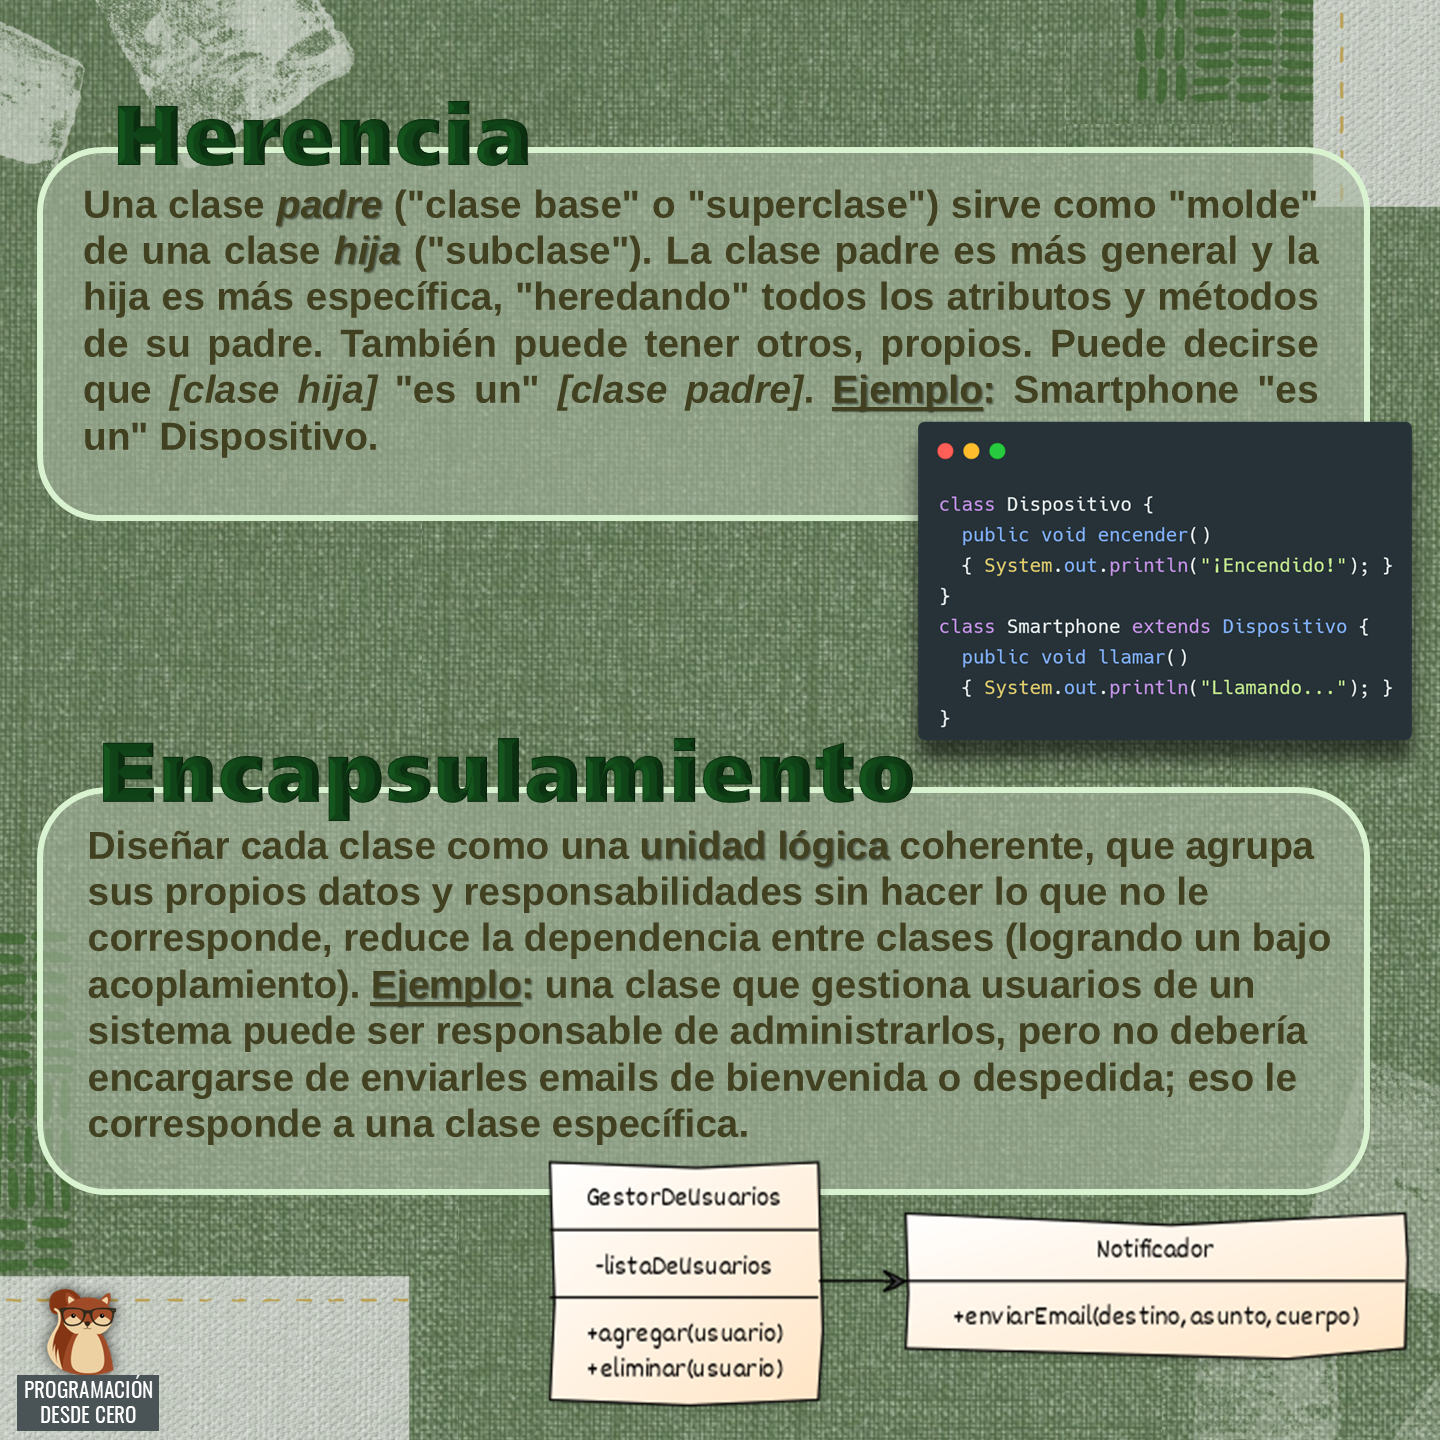 Herencia
Una clase padre ("clase base" o "superclase") sirve como "molde"
de una clase hija ("subclase"). La clase padre es más general y la
hija es más específica, "heredando" todos los atributos y métodos
de su padre. También puede tener otros, propios. Puede decirse
que [clase hija] "es un" [clase padre]. Ejemplo: Smartphone "es
un" Dispositivo.
class Dispositivo {
public void encender()
{ System.out.println("¡Encendido!"); }
}
class Smartphone extends Dispositivo {
public void llamar()
{ System.out.println("Llamando..."); }
}
Encapsulamiento
Diseñar cada clase como una unidad lógica coherente, que agrupa
sus propios datos y responsabilidades sin hacer lo que no le
corresponde, reduce la dependencia entre clases (logrando un bajo
acoplamiento). Ejemplo: una clase que gestiona usuarios de un
sistema puede ser responsable de administrarlos, pero no debería
encargarse de enviarles emails de bienvenida o despedida; eso le
corresponde a una clase específica.
GestorDeUsuarios
-listaDeUsuarios
+agregar(usuario)
+eliminar(usuario)
Notificador
+enviarEmail(destino,asunto,cuerpo)
PROGRAMACIÓN
DESDE CERO